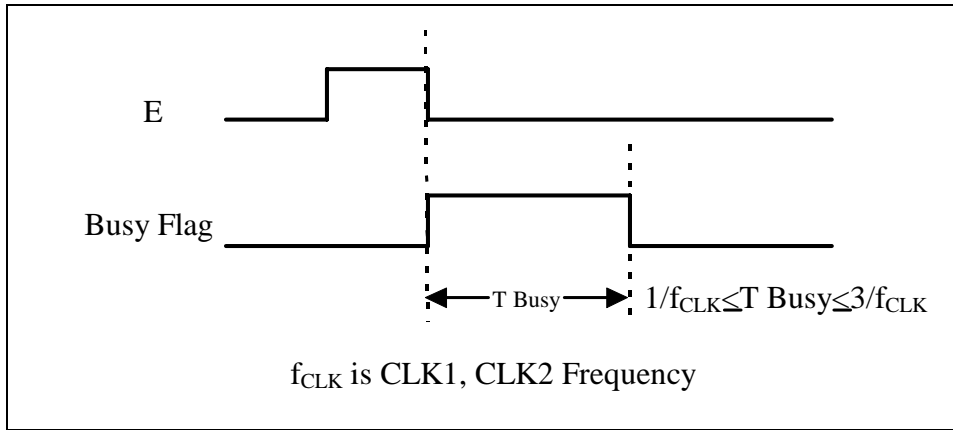 E
Busy Flag
T Busy
1/fCLK≤T Busy≤3/fCLK
fCLK is CLK1, CLK2 Frequency